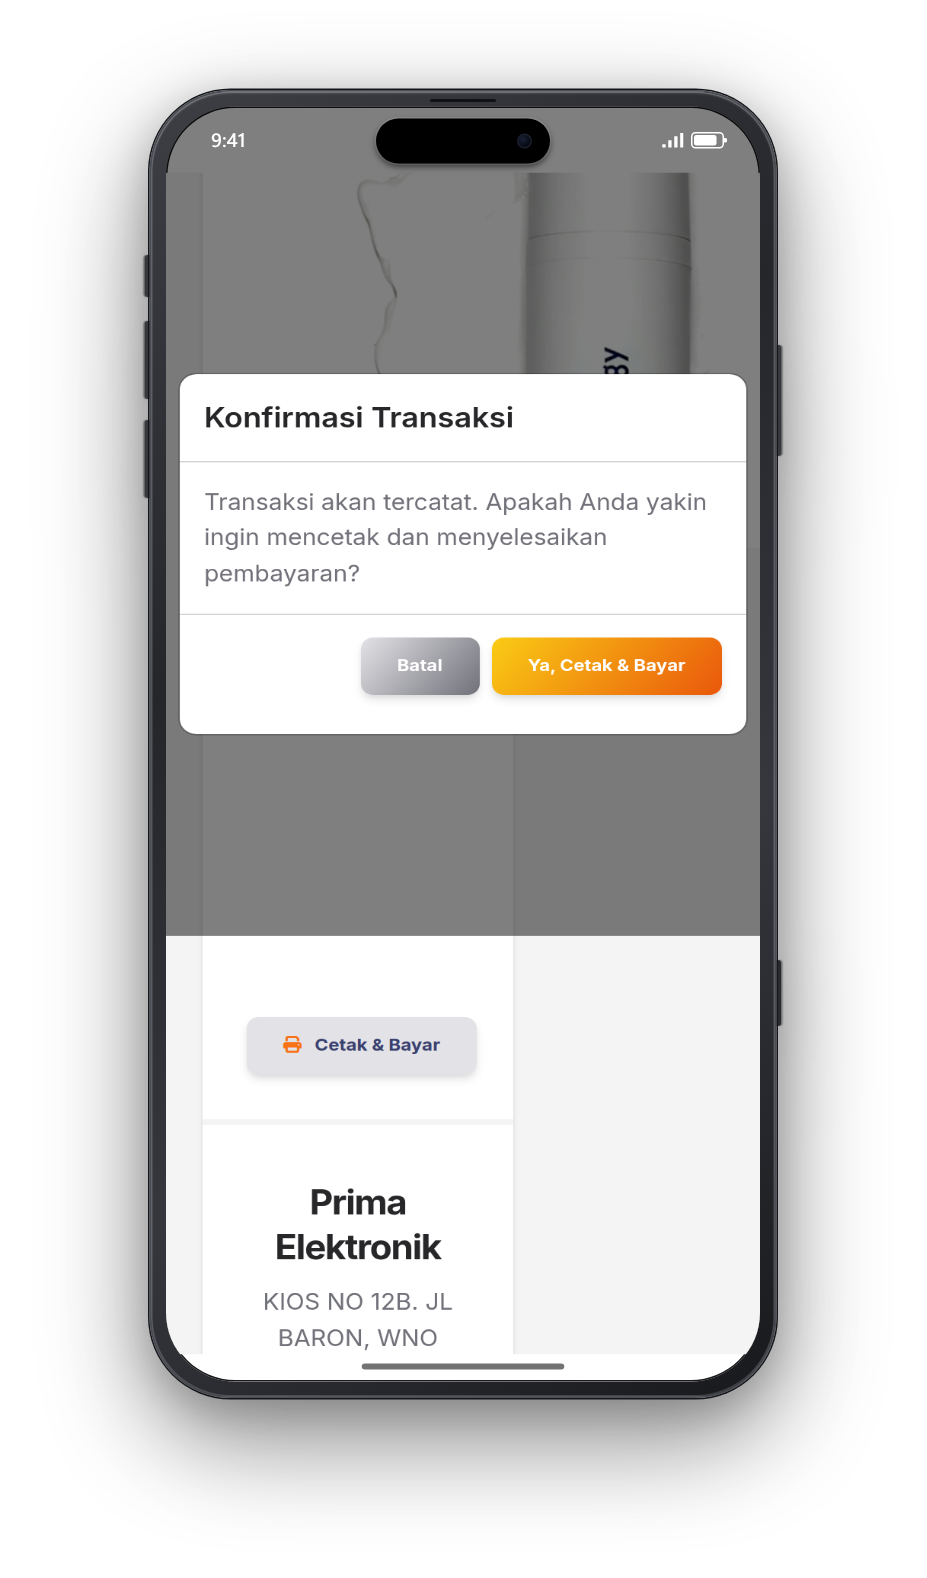 9:41
BY
Konfirmasi Transaksi
Transaksi akan tercatat. Apakah Anda yakin
ingin mencetak dan menyelesaikan
pembayaran?
Batal
Ya, Cetak & Bayar
Cetak & Bayar
Prima
Elektronik
KIOS NO 12B. JL
BARON, WNO